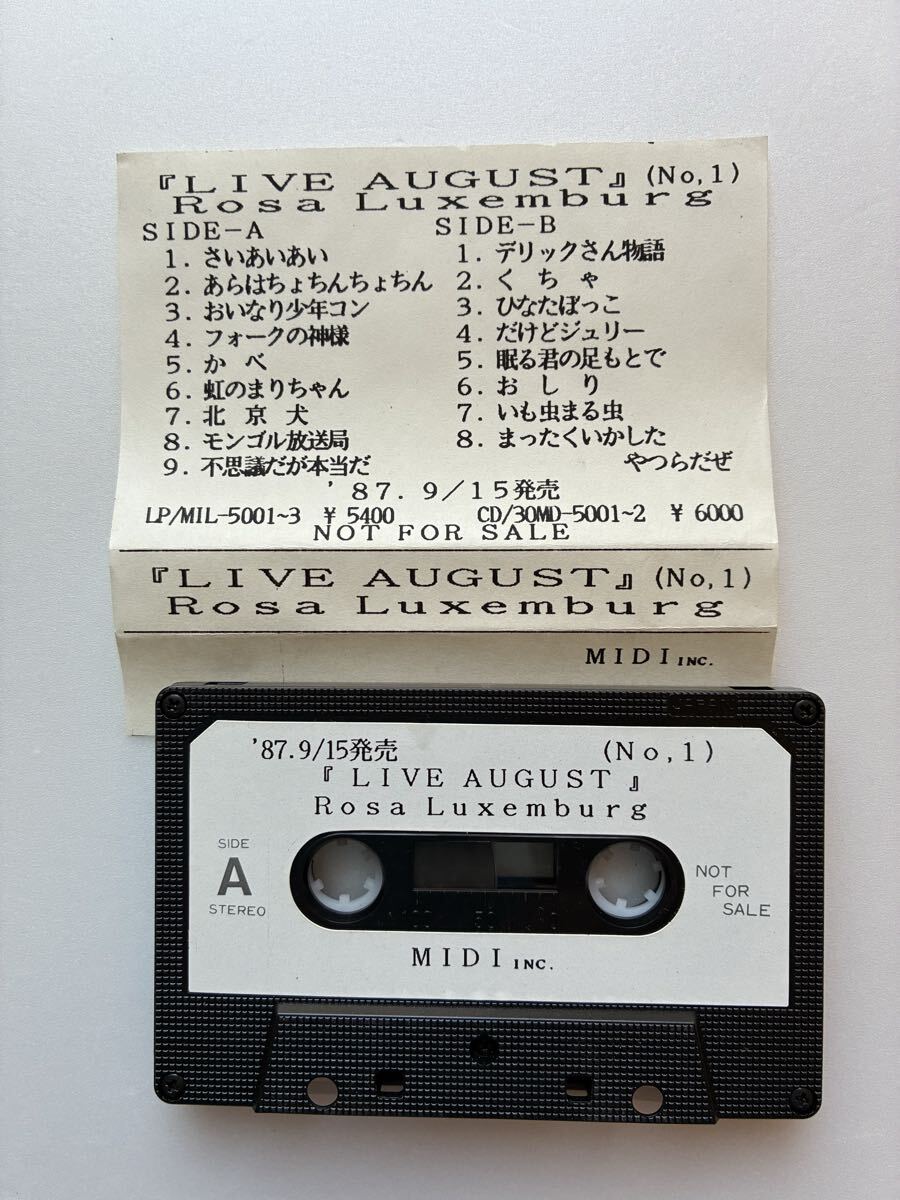 『LIVE AUGUST』(No,1)
Rosa Luxemburg
SIDE-A
1. さいあいあい
2. あらはちょちんちょちん
3. おいなり少年コン
4. フォークの神様
5. かべ
6. 虹のまりちゃん
7. 北京犬
8. モンゴル放送局
9. 不思議だが本当だ
SIDE-B
1. デリックさん物語
2. くちゃ
3. ひなたぼっこ
4. だけどジュリー
5. 眠る君の足もとで
6. おしり
7. いも虫まる虫
8. まったくいかした
やつらだぜ
'87.9/15発売
LP/MIL-5001~3 ¥5400 CD/30MD-5001~2 ¥6000
NOT FOR SALE
『LIVE AUGUST』(No,1)
Rosa Luxemburg
MIDI INC.
'87.9/15発売 (No,1)
『LIVE AUGUST』
Rosa Luxemburg
SIDE
A
STEREO
NOT
FOR
SALE
MIDI INC.